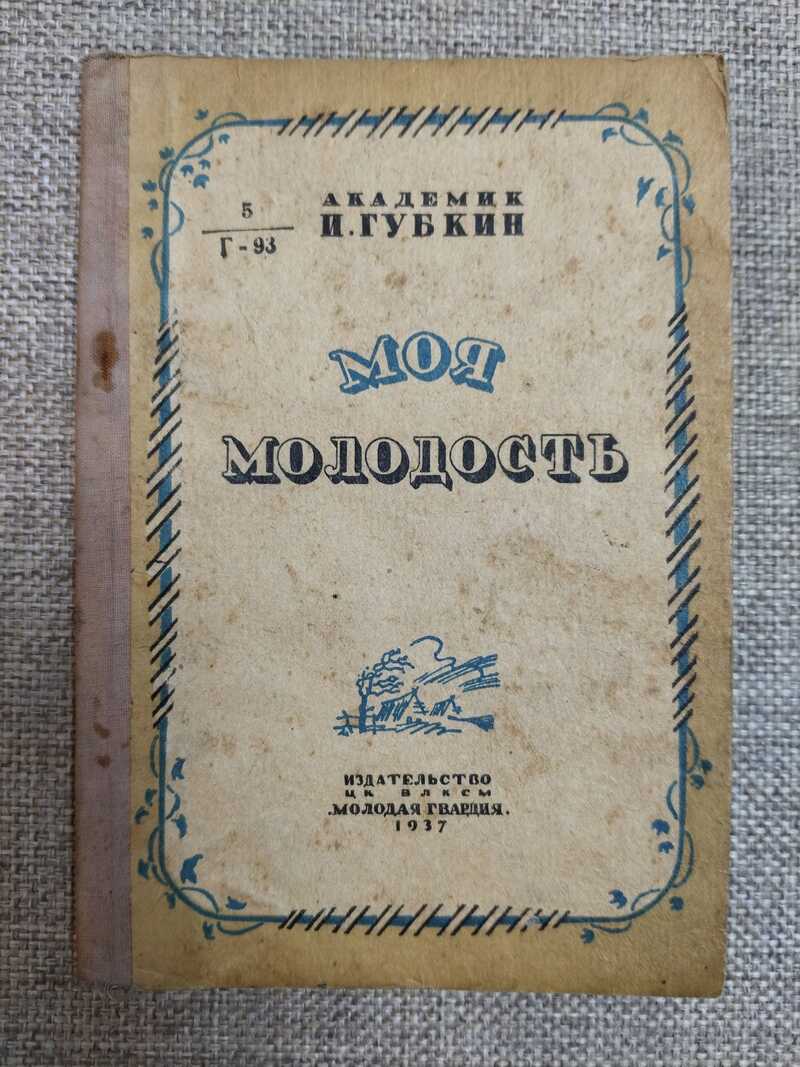 АКАДЕМИК
И. ГУБКИН
5
Г-93
МОЯ
МОЛОДОСТЬ
ИЗДАТЕЛЬСТВО
ЦК ВЛКСМ
„МОЛОДАЯ ГВАРДИЯ“
1937